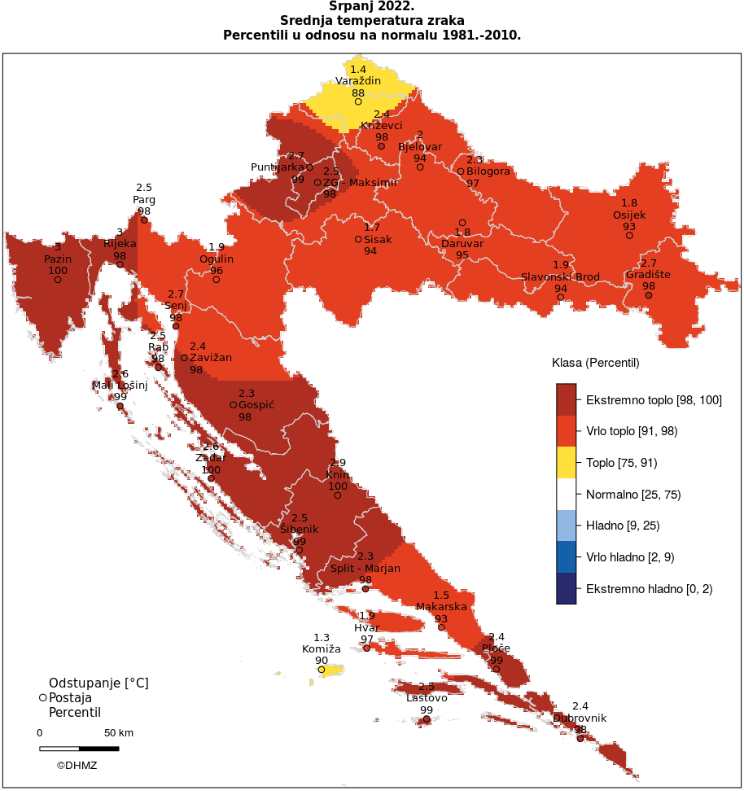 Srpanj 2022.
Srednja temperatura zraka
Percentili u odnosu na normalu 1981.-2010.
1.4
Varaždin
88
2.4
Križevci
98
2
Bjelovar
94
2.3
Bilogora
97
2.7
Puntijarka
99
2.5
ZG - Maksimir
98
2.5
Parg
98
1.8
Osijek
93
3
Rijeka
98
3
Pazin
100
1.9
Ogulin
96
1.7
Sisak
94
1.8
Daruvar
95
1.9
Slavonski Brod
94
2.7
Gradište
98
2.7
Senj
98
2.5
Rab
98
2.4
Zavižan
98
2.6
Mali Lošinj
99
2.3
Gospić
98
2.6
Zadar
100
2.9
Knin
100
2.5
Šibenik
99
2.3
Split - Marjan
98
1.5
Makarska
93
1.9
Hvar
97
1.3
Komiža
90
2.4
Ploče
99
2.5
Lastovo
99
2.4
Dubrovnik
98
Klasa (Percentil)
Ekstremno toplo [98, 100]
Vrlo toplo [91, 98)
Toplo [75, 91)
Normalno [25, 75)
Hladno [9, 25)
Vrlo hladno [2, 9)
Ekstremno hladno [0, 2)
Odstupanje [°C]
Postaja
Percentil
0 50 km
©DHMZ